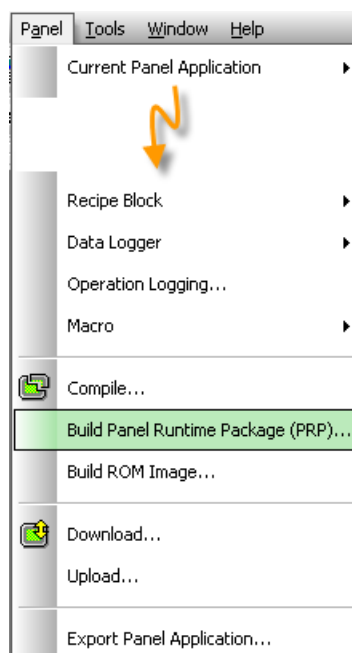 Panel Tools Window Help
Current Panel Application
Recipe Block
Data Logger
Operation Logging...
Macro
Compile...
Build Panel Runtime Package (PRP)...
Build ROM Image...
Download...
Upload...
Export Panel Application...